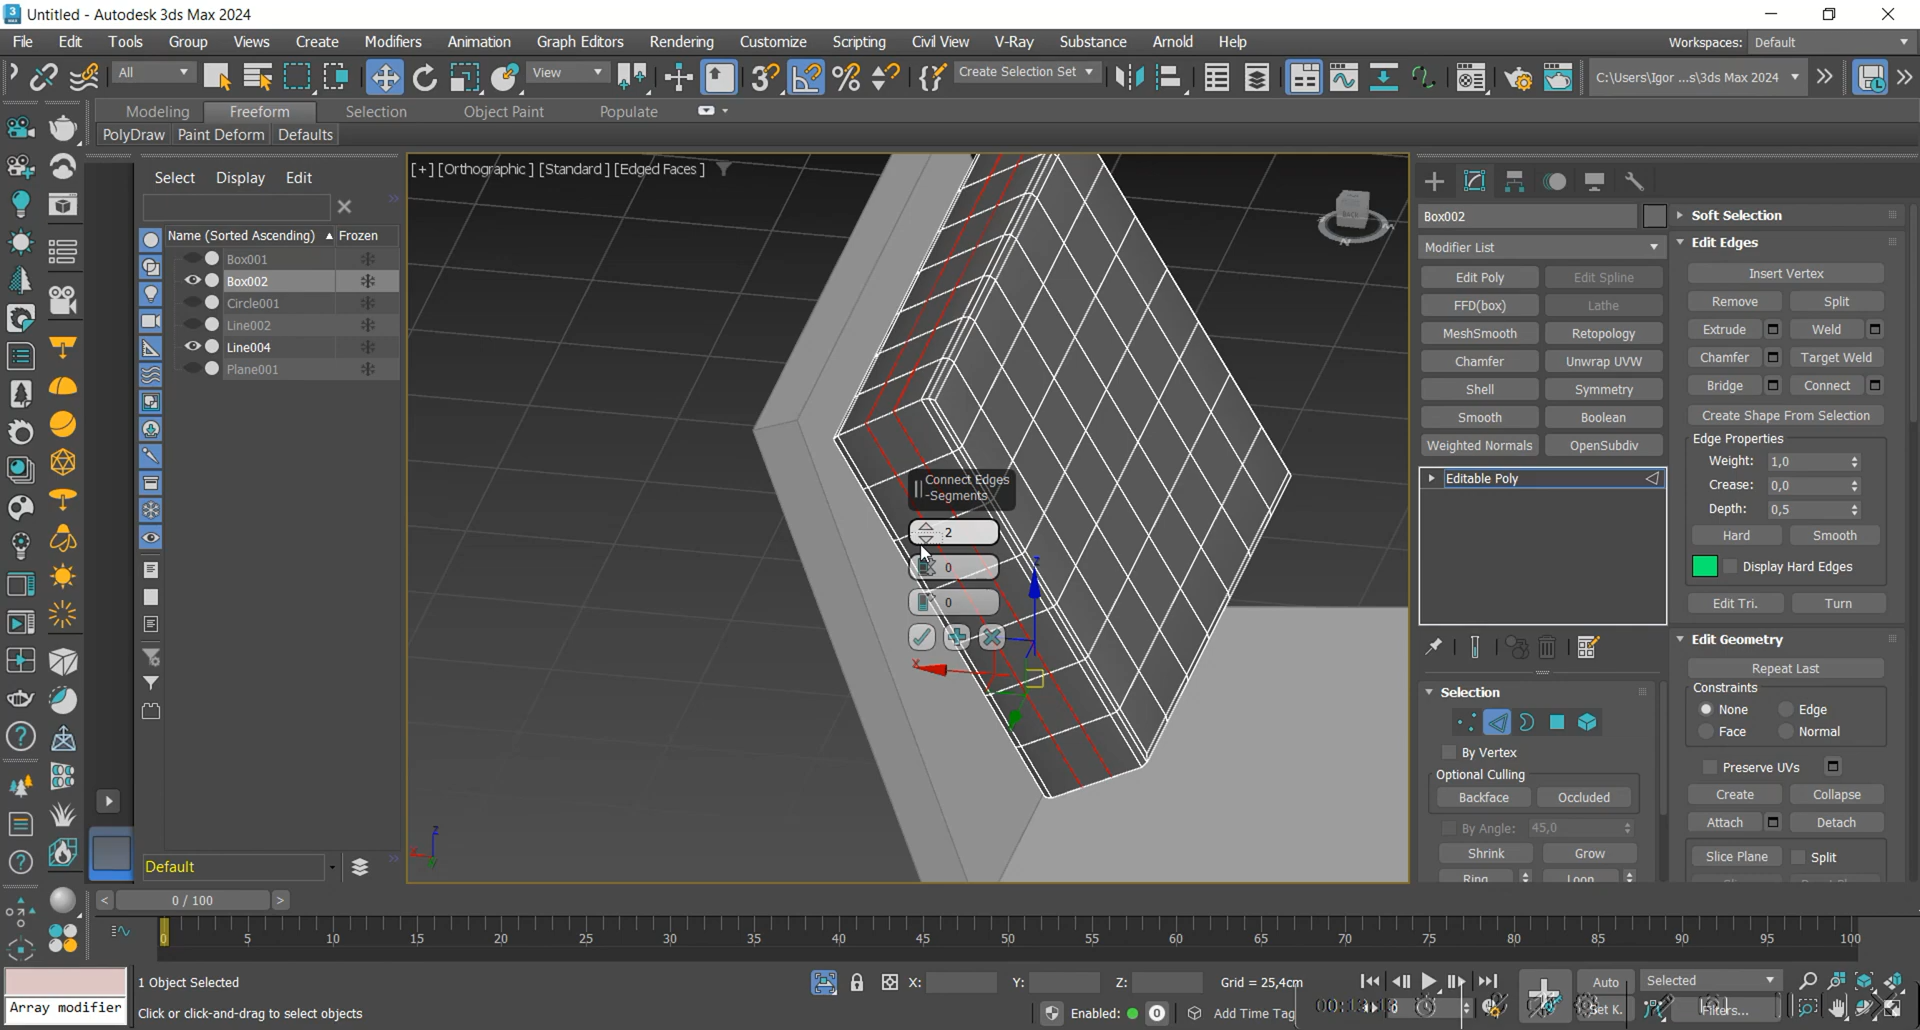 Untitled - Autodesk 3ds Max 2024
File Edit Tools Group Views Create Modifiers Animation Graph Editors Rendering Customize Scripting Civil View V-Ray Substance Arnold Help Workspaces: Default
All View Create Selection Set C:\Users\Igor ...s\3ds Max 2024
Modeling Freeform Selection Object Paint Populate
PolyDraw Paint Deform Defaults
[+] [Orthographic ] [Standard ] [Edged Faces ]
Select Display Edit
Name (Sorted Ascending) Frozen
Box001
Box002
Circle001
Line002
Line004
Plane001
Default
BACK
Connect Edges
-Segments
2
0
0
Box002
Modifier List
Edit Poly Edit Spline
FFD(box) Lathe
MeshSmooth Retopology
Chamfer Unwrap UVW
Shell Symmetry
Smooth Boolean
Weighted Normals OpenSubdiv
Editable Poly
Selection
By Vertex
Optional Culling
Backface Occluded
By Angle: 45,0
Shrink Grow
Ring Loop
Soft Selection
Edit Edges
Insert Vertex
Remove Split
Extrude Weld
Chamfer Target Weld
Bridge Connect
Create Shape From Selection
Edge Properties
Weight: 1,0
Crease: 0,0
Depth: 0,5
Hard Smooth
Display Hard Edges
Edit Tri. Turn
Edit Geometry
Repeat Last
Constraints
None Edge
Face Normal
Preserve UVs
Create Collapse
Attach Detach
Slice Plane Split
0 / 100
0 5 10 15 20 25 30 35 40 45 50 55 60 65 70 75 80 85 90 95 100
1 Object Selected X: Y: Z: Grid = 25,4cm Auto Selected
Array modifier Click or click-and-drag to select objects Enabled: 0 Add Time Tag Set K. Filters...